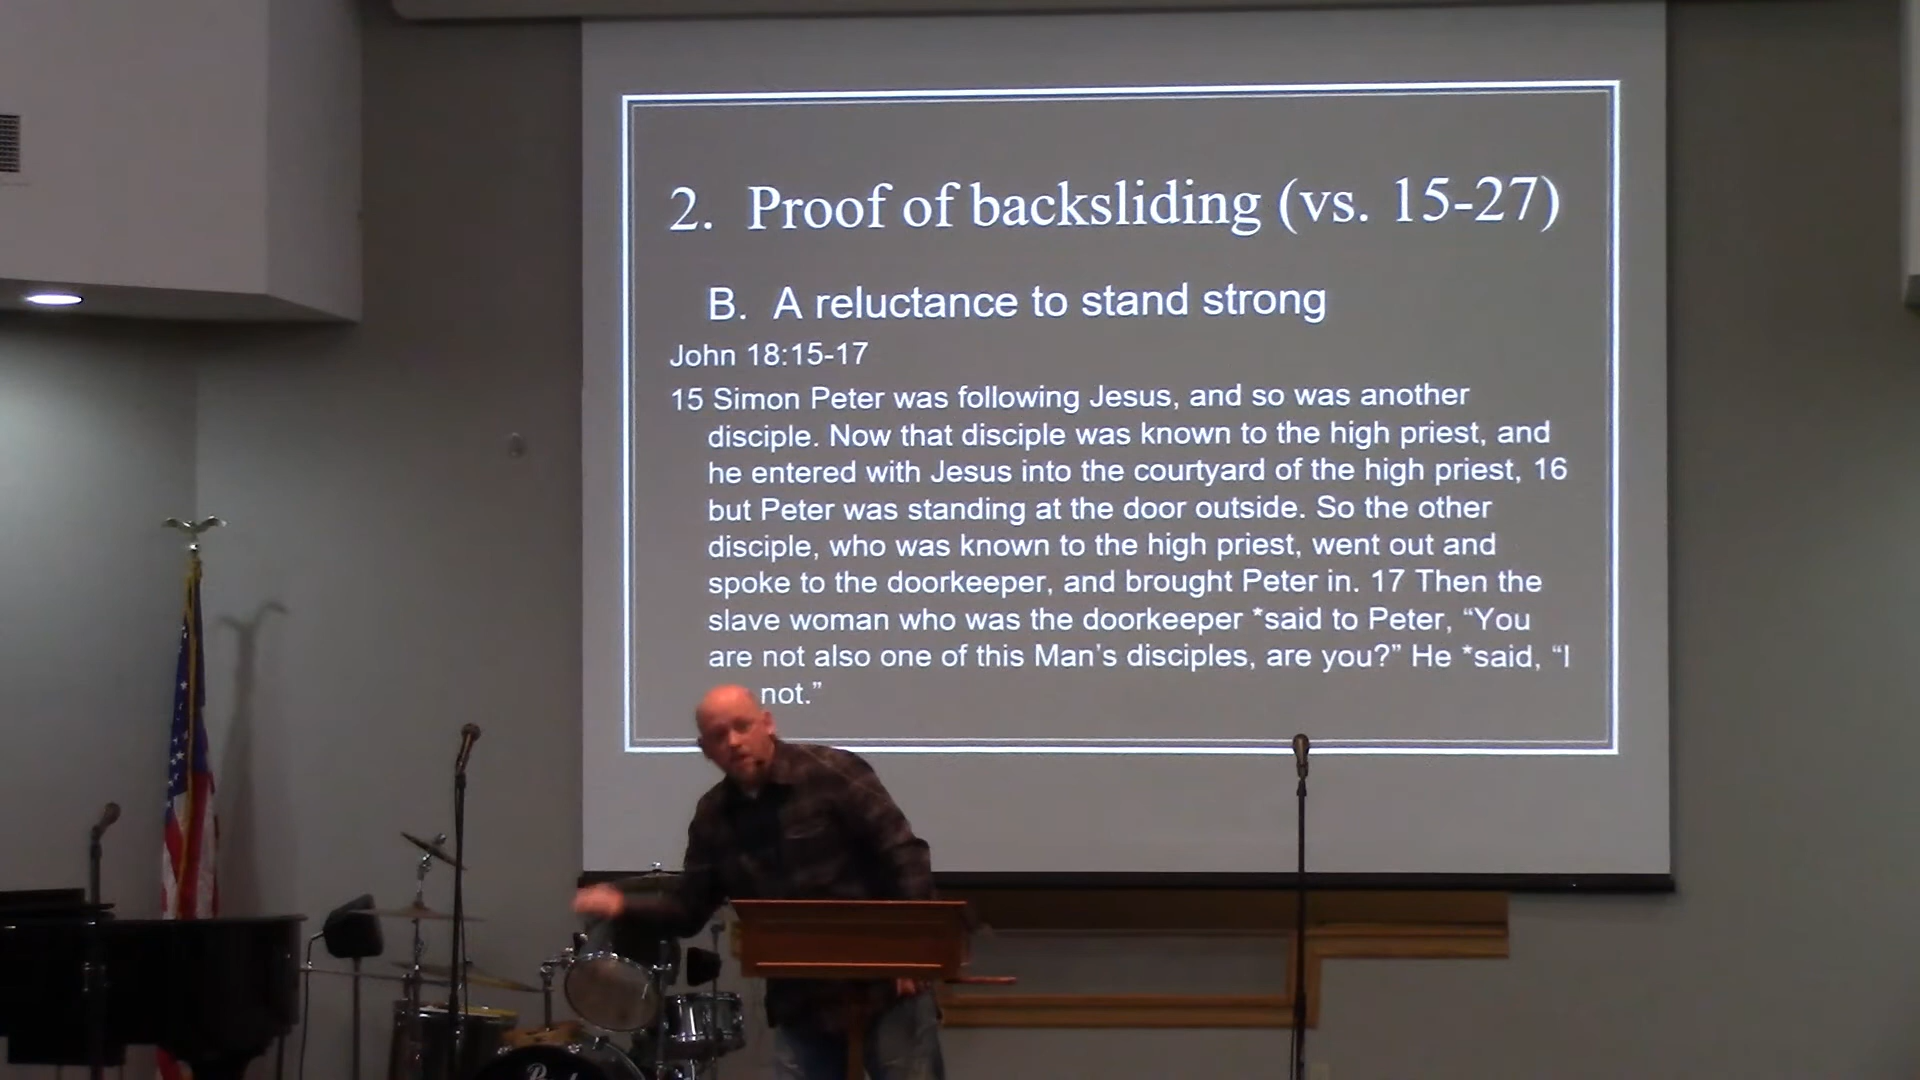 2. Proof of backsliding (vs. 15-27)
B. A reluctance to stand strong
John 18:15-17
15 Simon Peter was following Jesus, and so was another
disciple. Now that disciple was known to the high priest, and
he entered with Jesus into the courtyard of the high priest, 16
but Peter was standing at the door outside. So the other
disciple, who was known to the high priest, went out and
spoke to the doorkeeper, and brought Peter in. 17 Then the
slave woman who was the doorkeeper *said to Peter, “You
are not also one of this Man’s disciples, are you?” He *said, “I
not.”